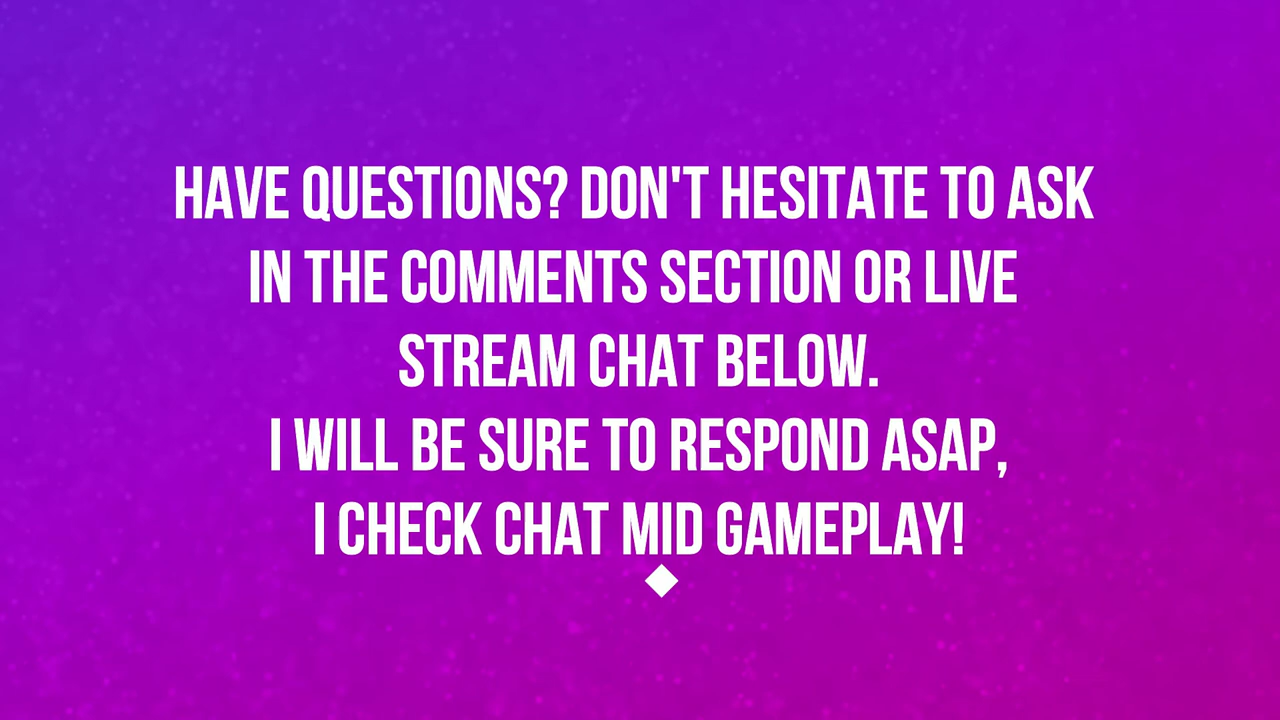 HAVE QUESTIONS? DON'T HESITATE TO ASK
IN THE COMMENTS SECTION OR LIVE
STREAM CHAT BELOW.
I WILL BE SURE TO RESPOND ASAP,
I CHECK CHAT MID GAMEPLAY!